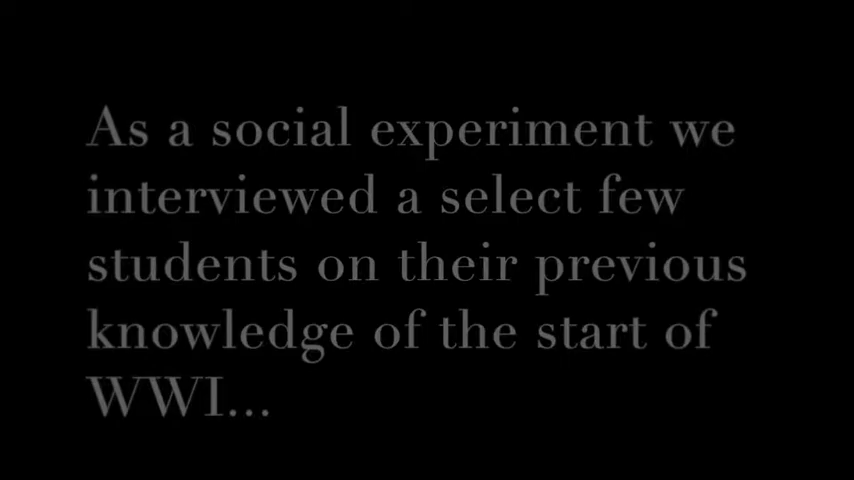 As a social experiment we
interviewed a select few
students on their previous
knowledge of the start of
WWI...